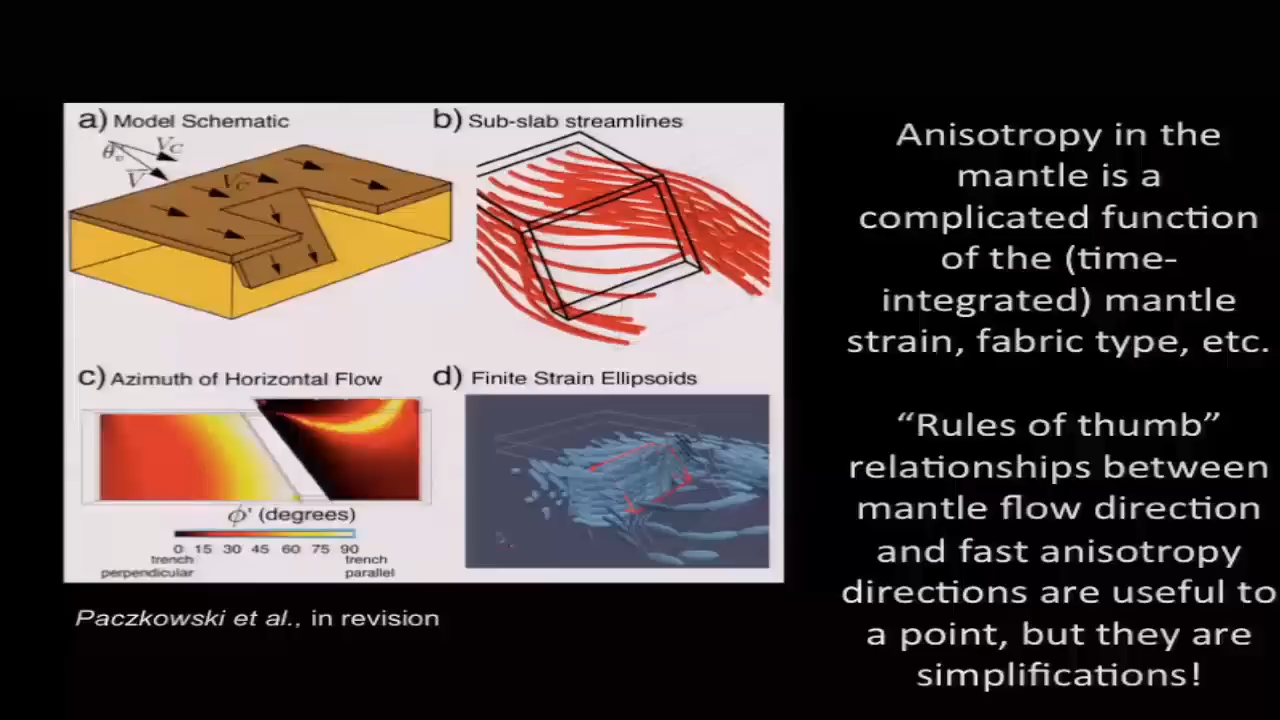 a) Model Schematic
θv
VC
V
VC
b) Sub-slab streamlines
c) Azimuth of Horizontal Flow
ϕ' (degrees)
0 15 30 45 60 75 90
trench perpendicular
trench parallel
d) Finite Strain Ellipsoids
Paczkowski et al., in revision
Anisotropy in the
mantle is a
complicated function
of the (time-
integrated) mantle
strain, fabric type, etc.
“Rules of thumb”
relationships between
mantle flow direction
and fast anisotropy
directions are useful to
a point, but they are
simplifications!